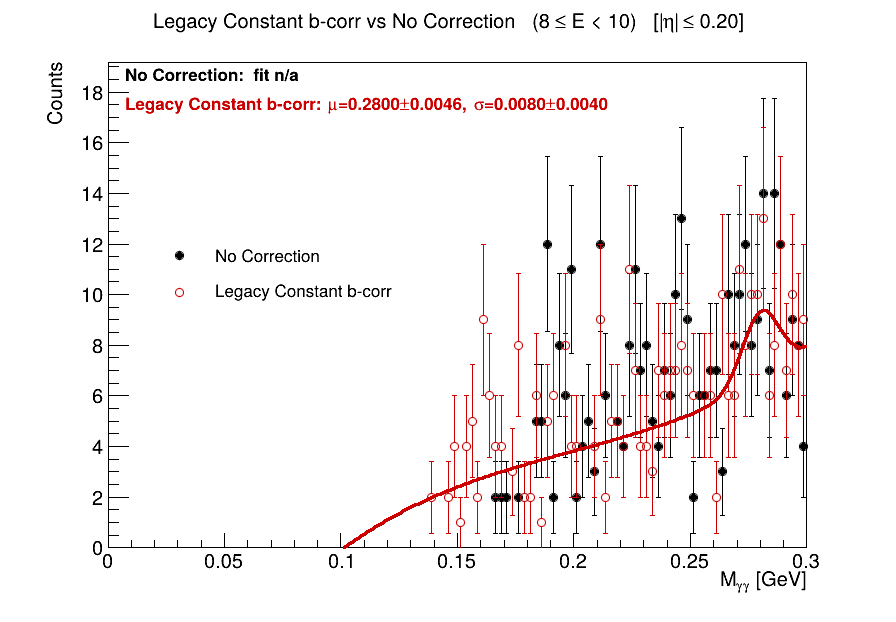 Legacy Constant b-corr vs No Correction (8 ≤ E < 10) [|η| ≤ 0.20]
Counts
No Correction: fit n/a
Legacy Constant b-corr: μ=0.2800±0.0046, σ=0.0080±0.0040
18
16
14
12
10
8
6
4
2
0
No Correction
Legacy Constant b-corr
0 0.05 0.1 0.15 0.2 0.25 0.3
Mγγ [GeV]